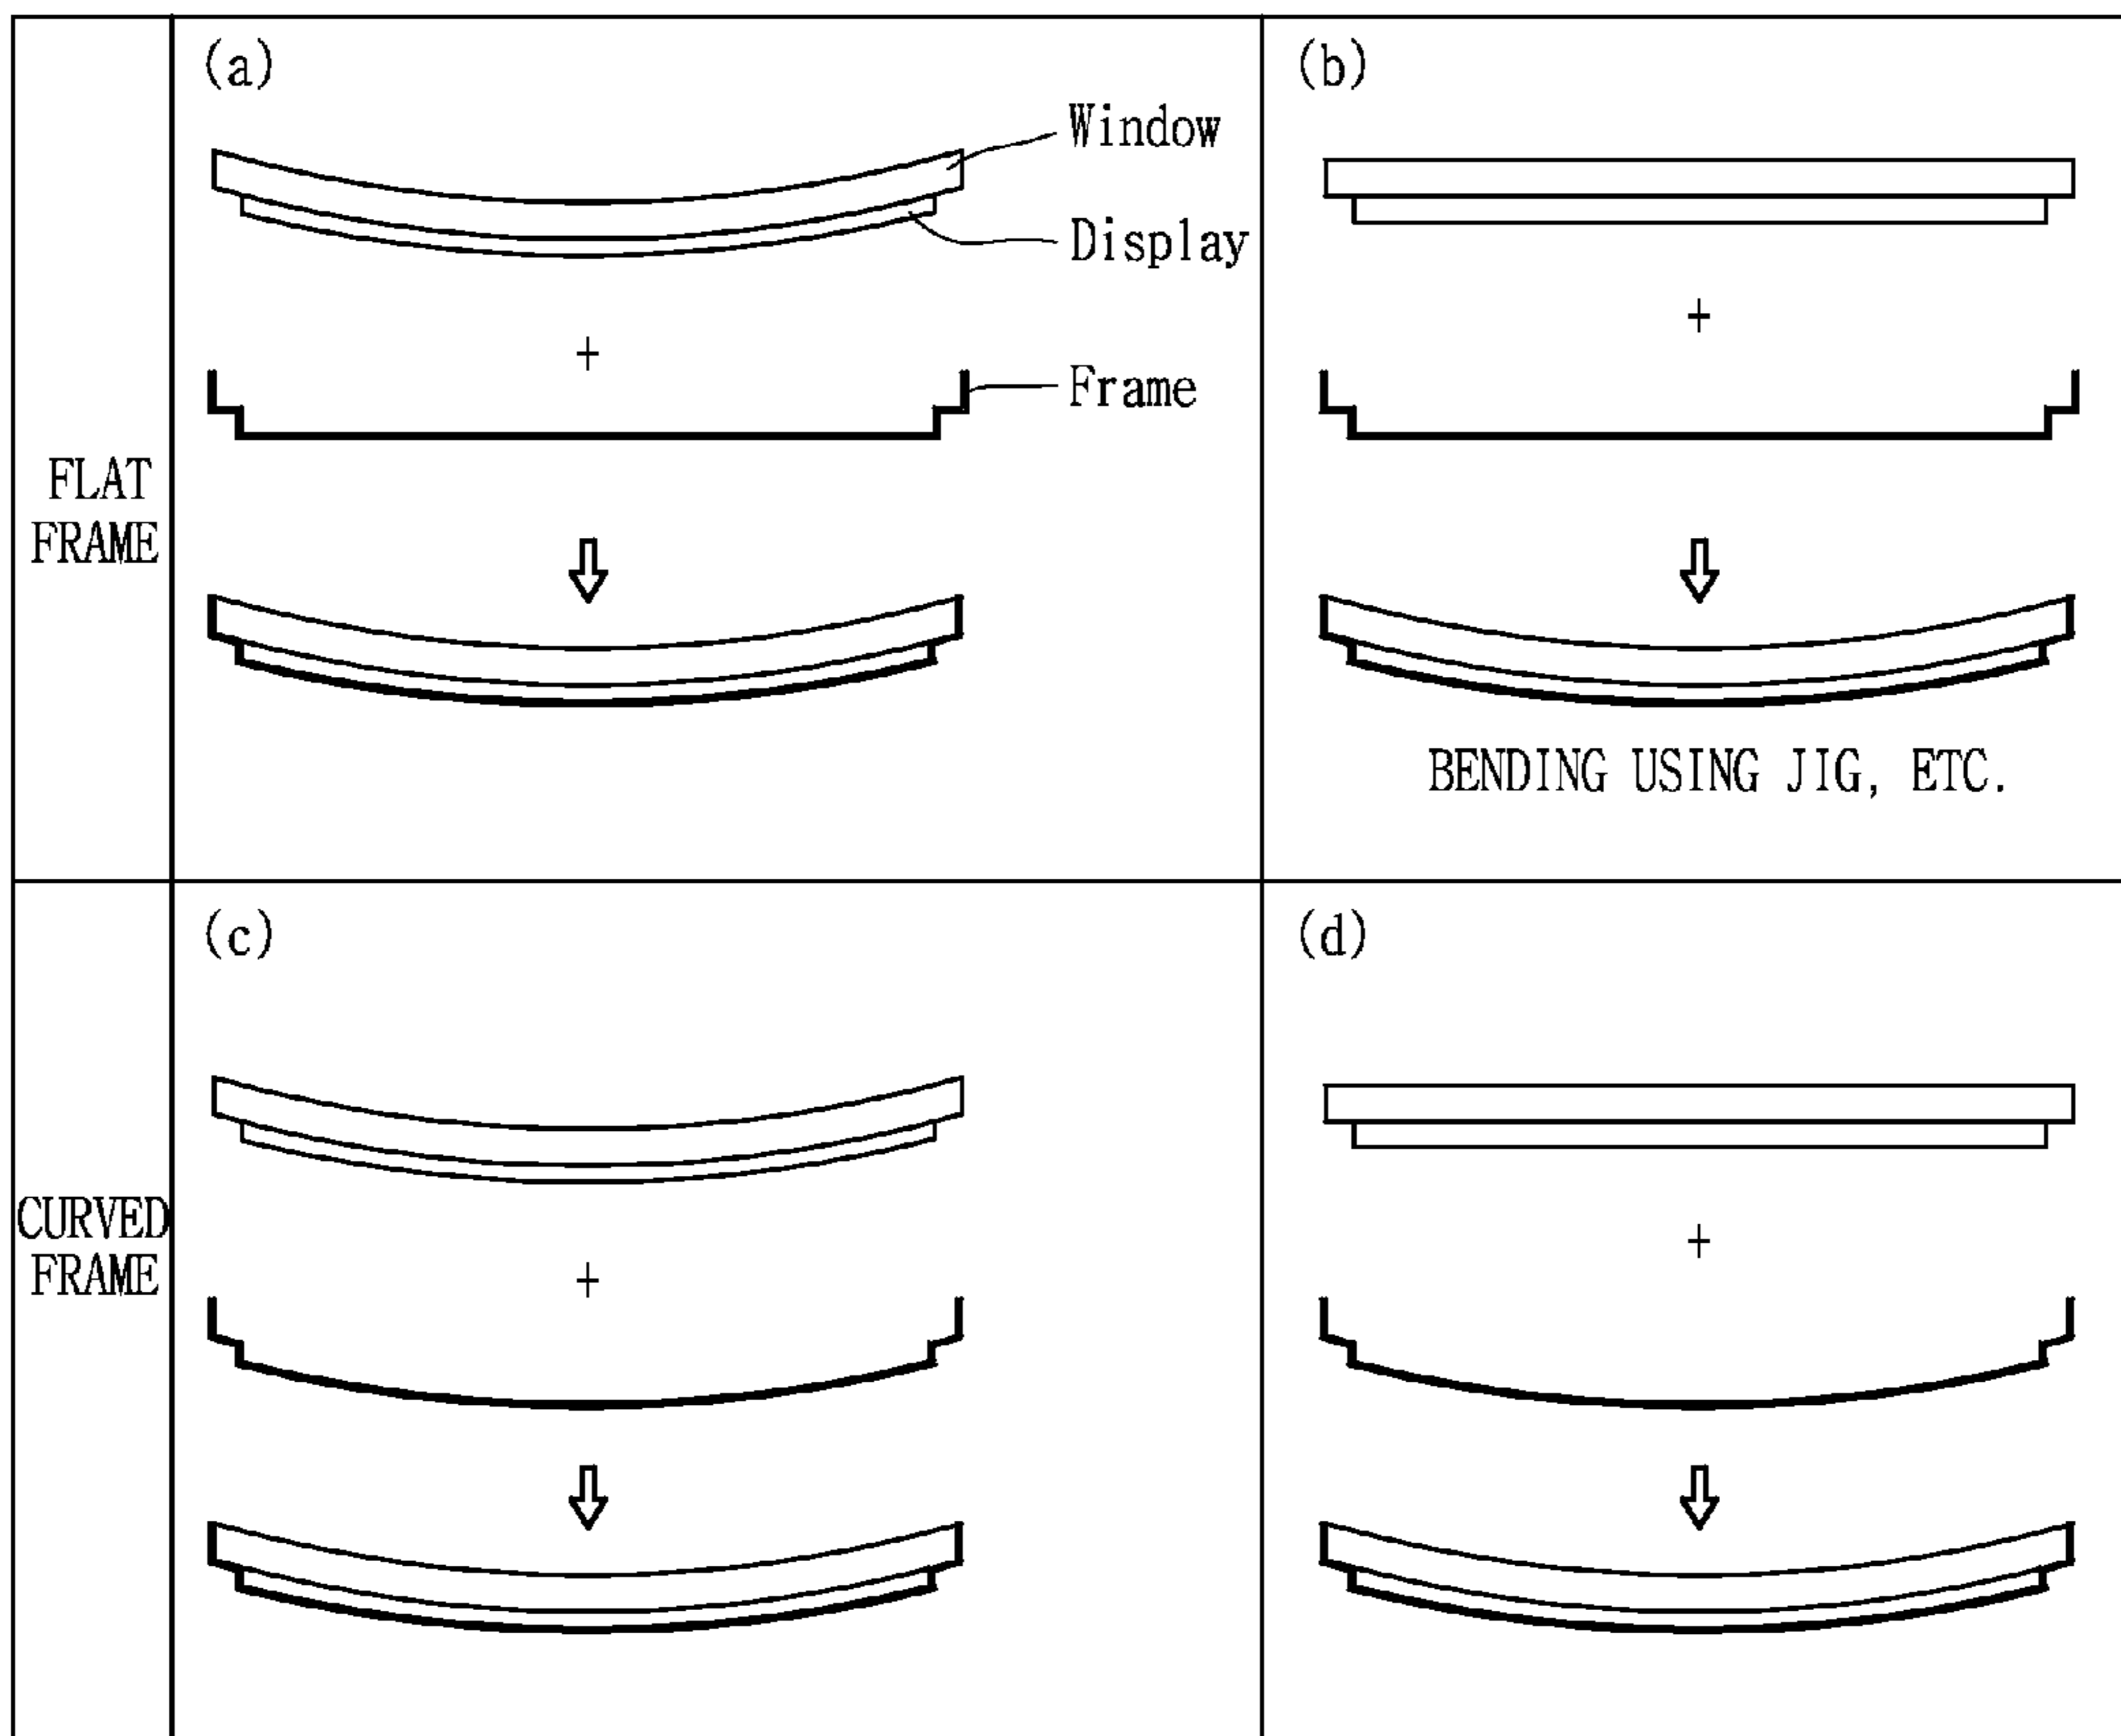 (a)
Window
Display
+
Frame
FLAT
FRAME
(b)
+
BENDING USING JIG, ETC.
(c)
+
CURVED
FRAME
(d)
+